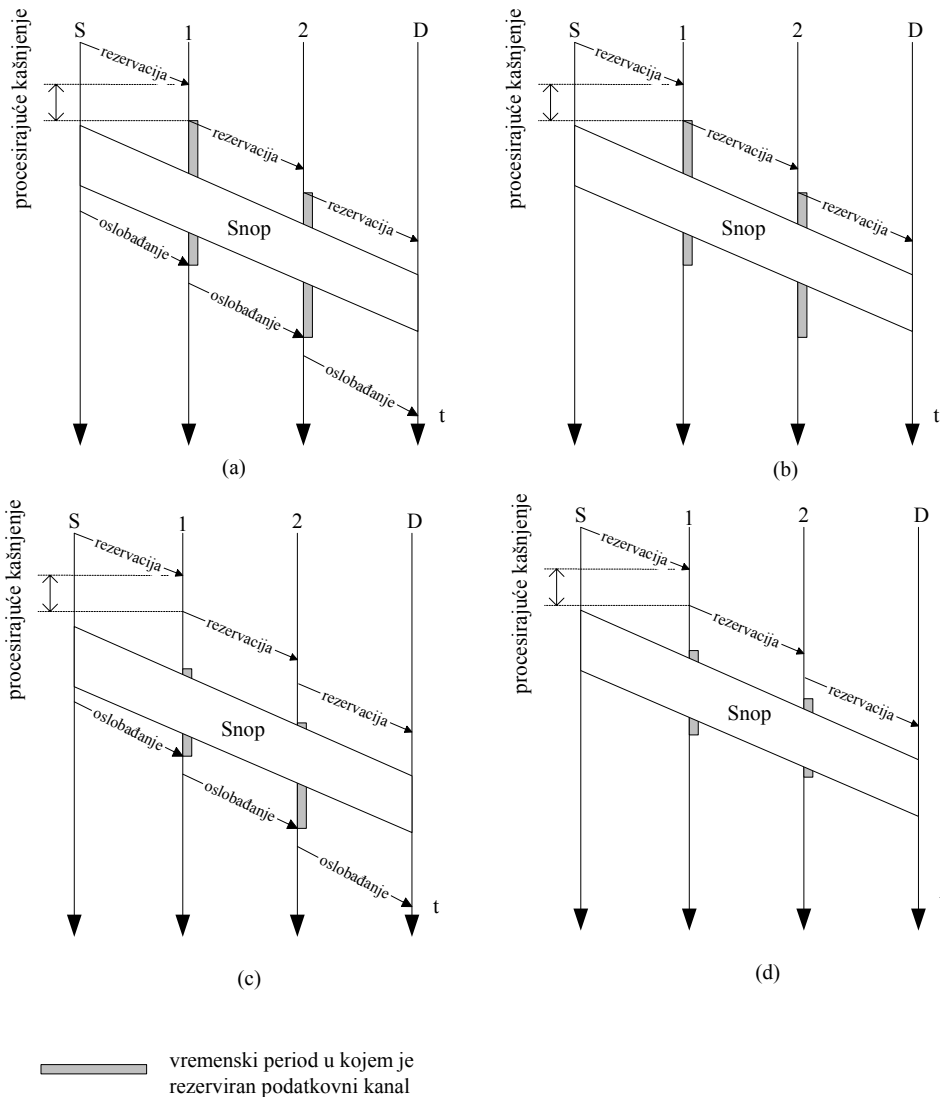 S 1 2 D
rezervacija
procesirajuće kašnjenje
rezervacija
rezervacija
Snop
oslobađanje
oslobađanje
oslobađanje
t
(a)
S 1 2 D
rezervacija
procesirajuće kašnjenje
rezervacija
rezervacija
Snop
t
(b)
S 1 2 D
rezervacija
procesirajuće kašnjenje
rezervacija
rezervacija
Snop
oslobađanje
oslobađanje
oslobađanje
t
(c)
S 1 2 D
rezervacija
procesirajuće kašnjenje
rezervacija
rezervacija
Snop
(d)
vremenski period u kojem je
rezerviran podatkovni kanal